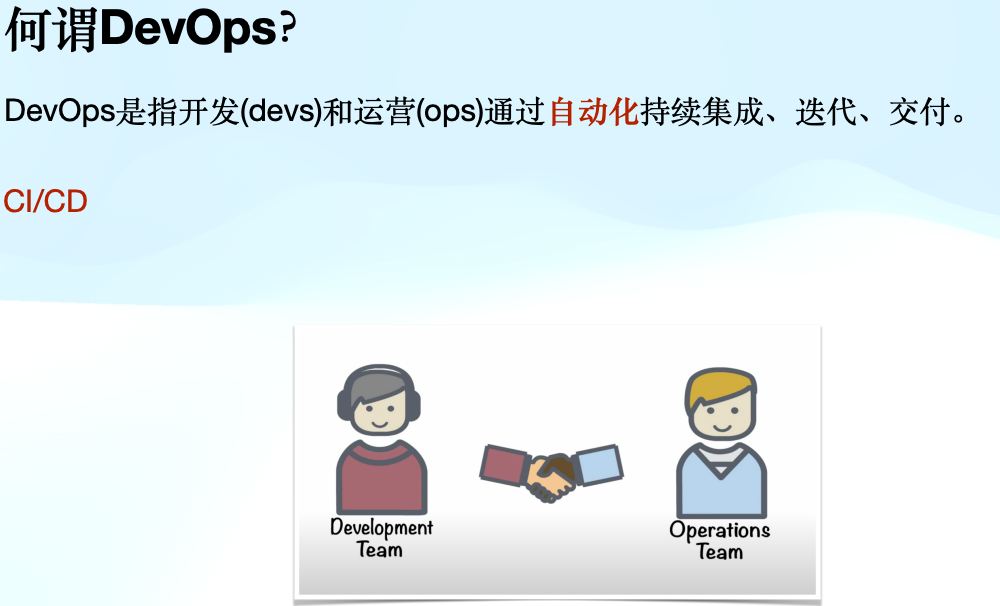 何谓DevOps?
DevOps是指开发(devs)和运营(ops)通过自动化持续集成、迭代、交付。
CI/CD
Development
Team
Operations
Team